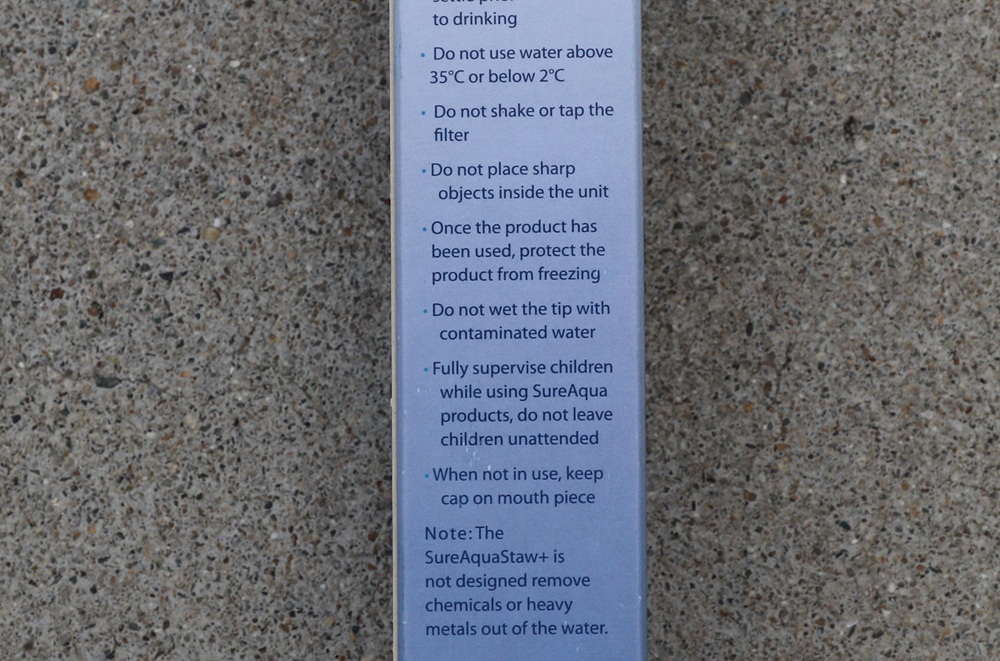 settle prior
to drinking
• Do not use water above
35°C or below 2°C
• Do not shake or tap the
filter
• Do not place sharp
objects inside the unit
• Once the product has
been used, protect the
product from freezing
• Do not wet the tip with
contaminated water
• Fully supervise children
while using SureAqua
products, do not leave
children unattended
• When not in use, keep
cap on mouth piece
Note: The
SureAquaStaw+ is
not designed remove
chemicals or heavy
metals out of the water.